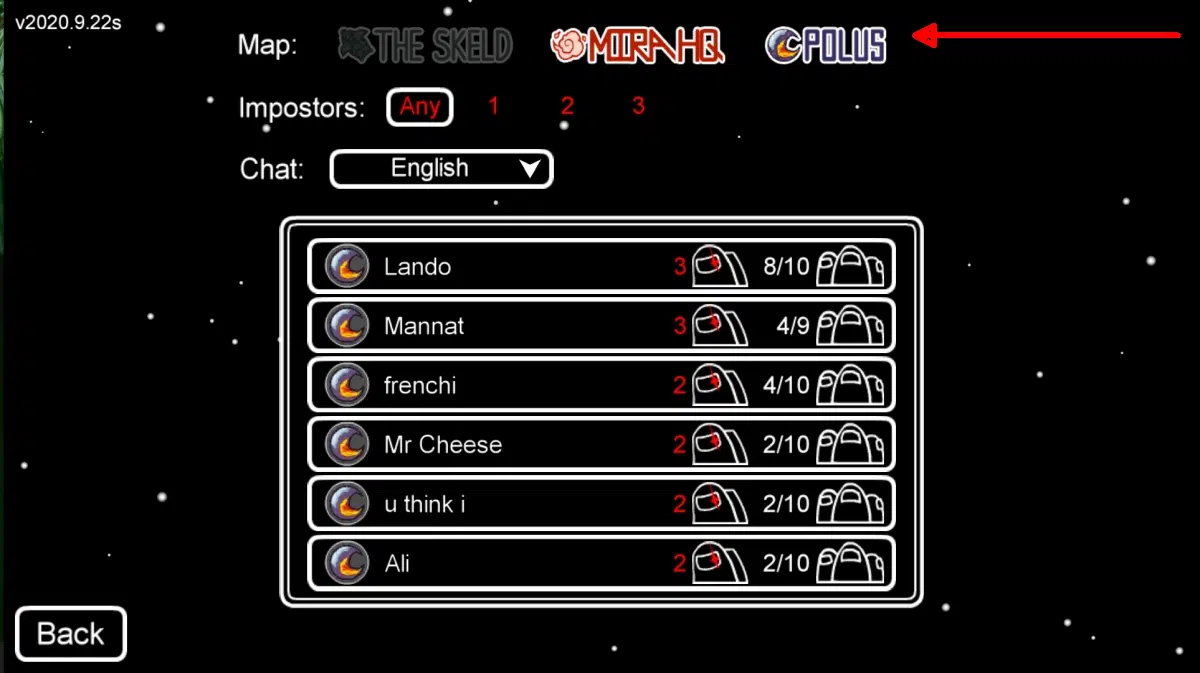 v2020.9.22s
Map: THE SKELD MIRA HQ POLUS
Impostors: Any 1 2 3
Chat: English
Lando 3 8/10
Mannat 3 4/9
frenchi 2 4/10
Mr Cheese 2 2/10
u think i 2 2/10
Ali 2 2/10
Back